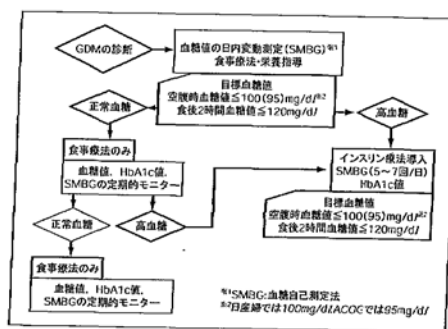 GDMの診断
血糖値の日内変動測定(SMBG)※1
食事療法・栄養指導
目標血糖値
空腹時血糖値≦100(95)mg/dl※2
食後2時間血糖値≦120mg/dl
正常血糖
高血糖
食事療法のみ
血糖値, HbA1c値,
SMBGの定期的モニター
インスリン療法導入
SMBG(5～7回/日)
HbA1c値
正常血糖
高血糖
目標血糖値
空腹時血糖値≦100(95)mg/dl※2
食後2時間血糖値≦120mg/dl
食事療法のみ
血糖値, HbA1c値,
SMBGの定期的モニター
※1SMBG:血糖自己測定法
※2日産婦では100mg/dl,ACOGでは95mg/dl